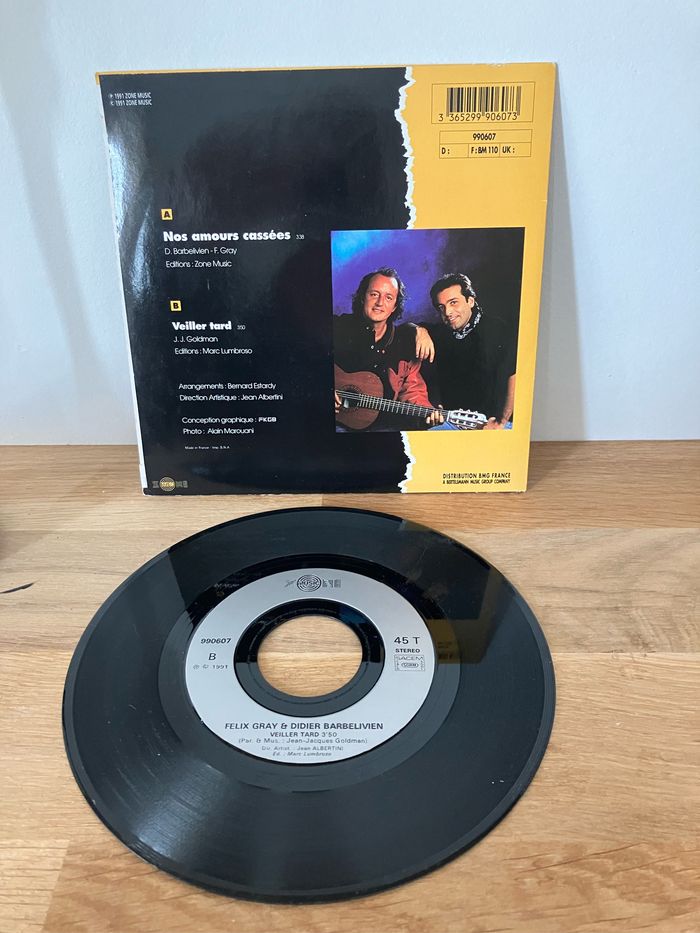 ℗ 1991 ZONE MUSIC
© 1991 ZONE MUSIC
3 365299 906073
990607
D : F : BM 110 UK :
A
Nos amours cassées 3'38
D. Barbelivien - F. Gray
Editions : Zone Music
B
Veiller tard 3'50
J. J. Goldman
Editions : Marc Lumbroso
Arrangements : Bernard Estardy
Direction Artistique : Jean Albertini
Conception graphique : FKGB
Photo : Alain Marouani
Made in France - Imp. S.N.A
DISTRIBUTION BMG FRANCE
A BERTELSMANN MUSIC GROUP COMPANY
MUSIC
990607
B
℗ © 1991
45 T
STEREO
SACEM
FELIX GRAY & DIDIER BARBELIVIEN
VEILLER TARD 3'50
(Par. & Mus. : Jean-Jacques Goldman)
Dir. Artist. : Jean ALBERTINI
Ed. : Marc Lumbroso